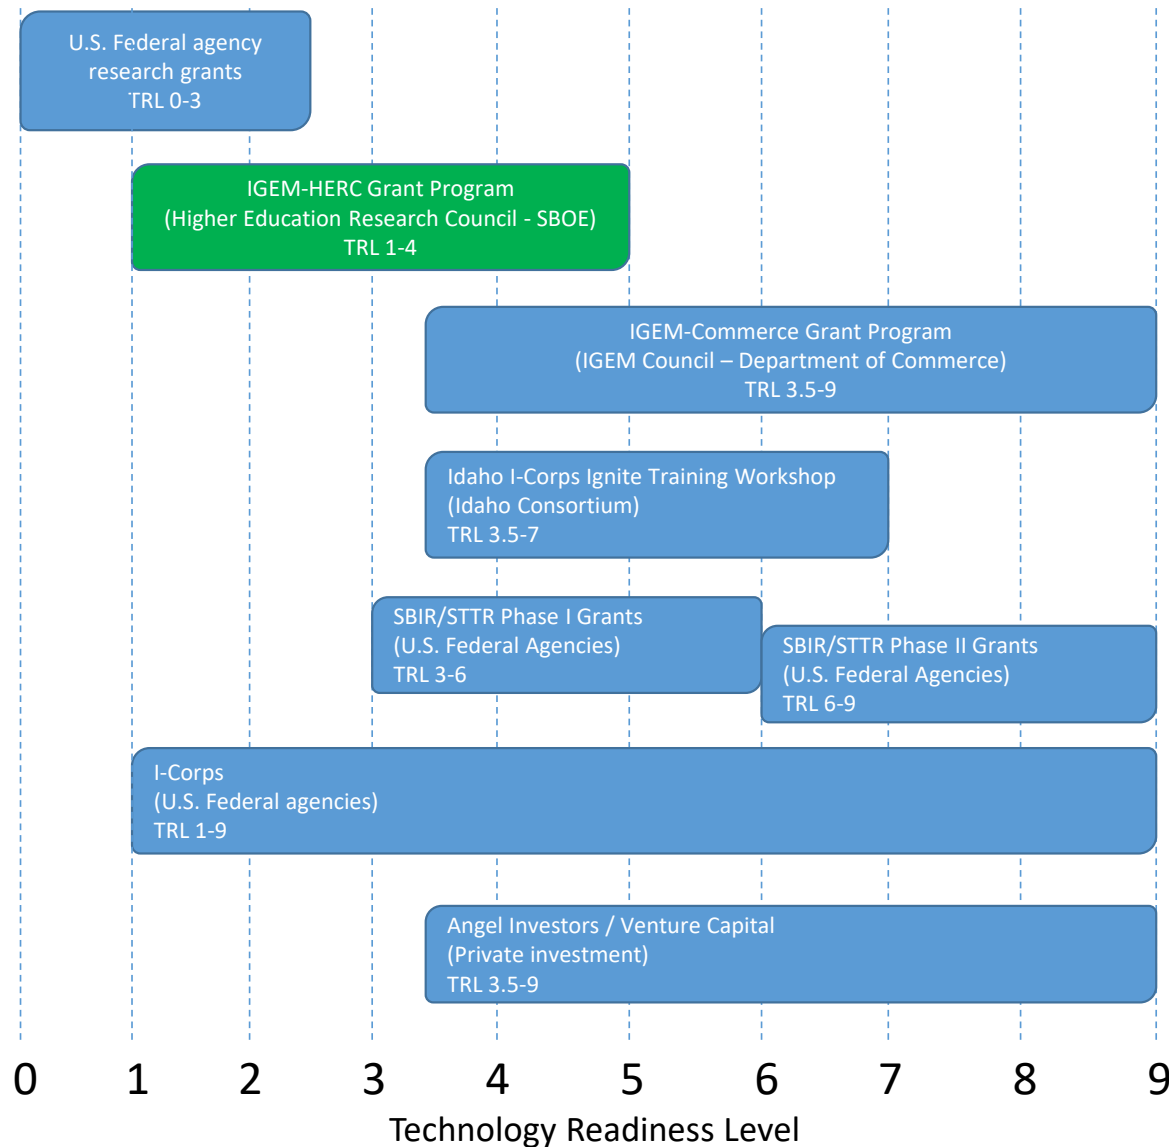 U.S. Federal agency
research grants
TRL 0-3
IGEM-HERC Grant Program
(Higher Education Research Council - SBOE)
TRL 1-4
IGEM-Commerce Grant Program
(IGEM Council – Department of Commerce)
TRL 3.5-9
Idaho I-Corps Ignite Training Workshop
(Idaho Consortium)
TRL 3.5-7
SBIR/STTR Phase I Grants
(U.S. Federal Agencies)
TRL 3-6
SBIR/STTR Phase II Grants
(U.S. Federal Agencies)
TRL 6-9
I-Corps
(U.S. Federal agencies)
TRL 1-9
Angel Investors / Venture Capital
(Private investment)
TRL 3.5-9
0 1 2 3 4 5 6 7 8 9
Technology Readiness Level